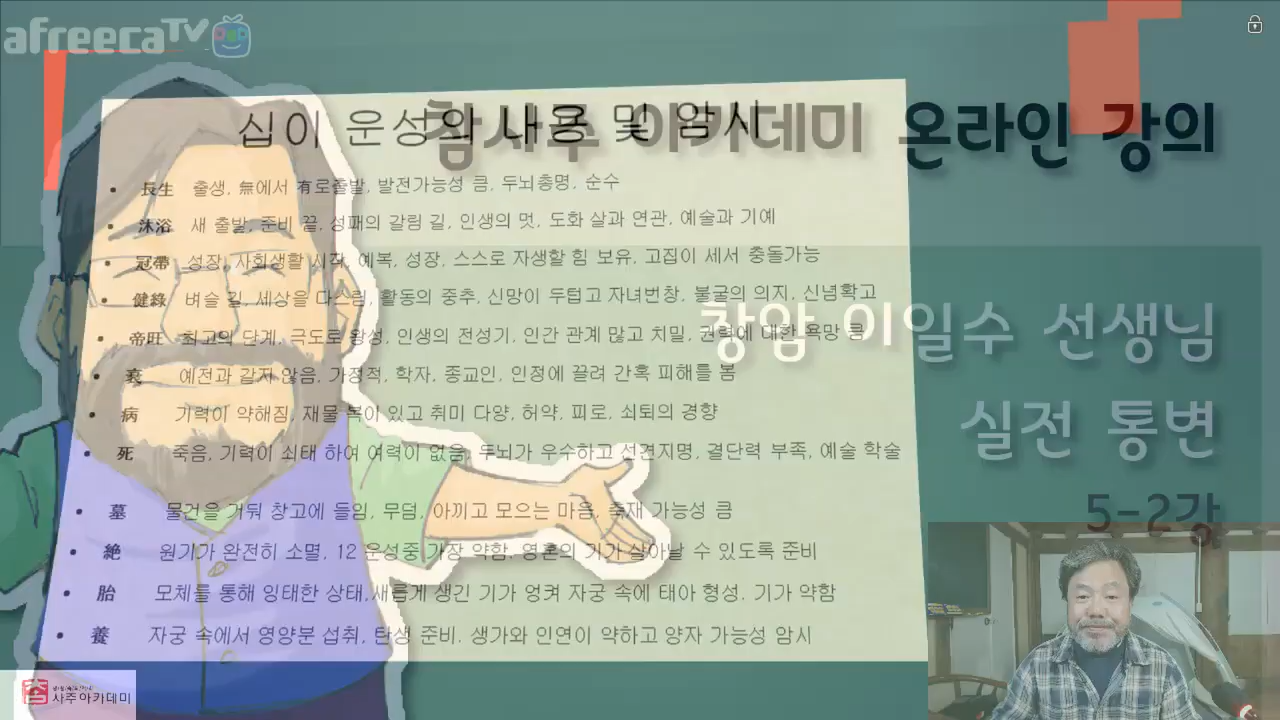 afreecaTV
참사주 아카데미 온라인 강의
십이 운성의 내용 및 암시
• 長生 출생, 無에서 有로출발, 발전가능성 큼, 두뇌총명, 순수
• 沐浴 새 출발, 준비 끝, 성패의 갈림 길, 인생의 멋, 도화 살과 연관, 예술과 기예
• 冠帶 성장, 사회생활 시작, 예복, 성장, 스스로 자생할 힘 보유, 고집이 세서 충돌가능
• 健錄 벼슬 길, 세상을 다스림, 활동의 중추, 신망이 두텁고 자녀번창, 불굴의 의지, 신념확고
• 帝旺 최고의 단계, 극도로 왕성, 인생의 전성기, 인간 관계 많고 치밀, 권력에 대한 욕망 큼
• 衰 예전과 같지 않음, 가정적, 학자, 종교인, 인정에 끌려 간혹 피해를 봄
• 病 기력이 약해짐, 재물 복이 있고 취미 다양, 허약, 피로, 쇠퇴의 경향
• 死 죽음, 기력이 쇠태 하여 여력이 없음, 두뇌가 우수하고 선견지명, 결단력 부족, 예술 학술
• 墓 물건을 거둬 창고에 들임, 무덤, 아끼고 모으는 마음, 축재 가능성 큼
• 絶 원기가 완전히 소멸, 12 운성중 가장 약함, 영혼의 기가 살아날 수 있도록 준비
• 胎 모체를 통해 잉태한 상태,새롭게 생긴 기가 엉켜 자궁 속에 태아 형성, 기가 약함
• 養 자궁 속에서 영양분 섭취, 탄생 준비, 생가와 인연이 약하고 양자 가능성 암시
창암 이일수 선생님
실전 통변
5-2강
사주아카데미